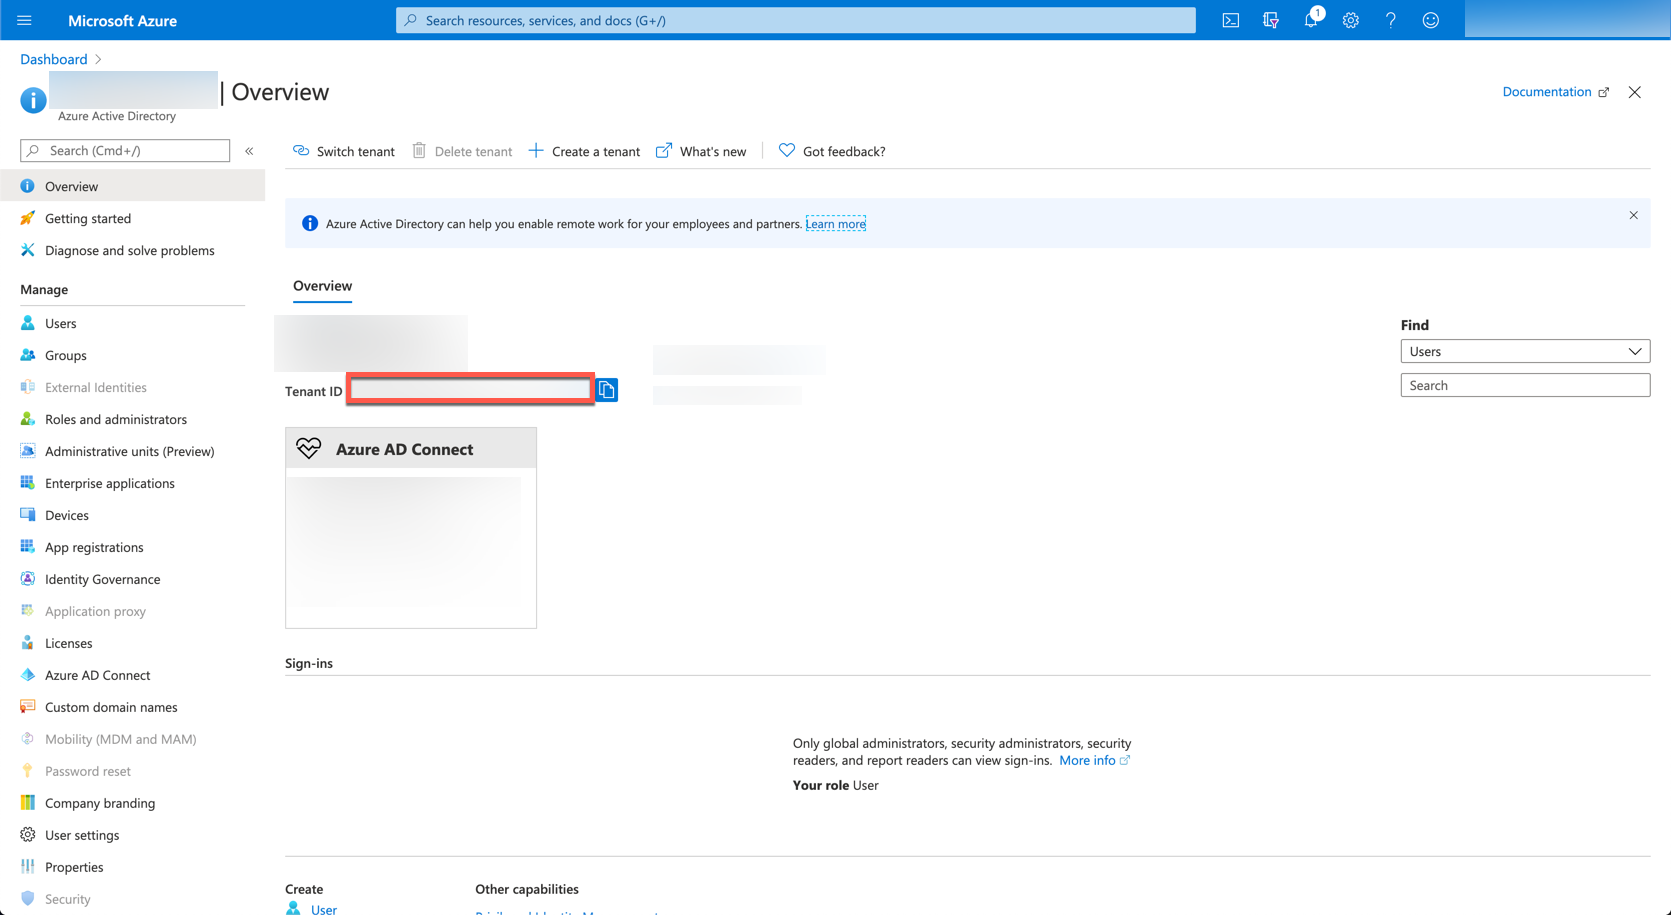 Microsoft Azure
Search resources, services, and docs (G+/)
1
Dashboard
| Overview
Azure Active Directory
Documentation
Search (Cmd+/)
Switch tenant
Delete tenant
Create a tenant
What's new
Got feedback?
Overview
Getting started
Diagnose and solve problems
Manage
Users
Groups
External Identities
Roles and administrators
Administrative units (Preview)
Enterprise applications
Devices
App registrations
Identity Governance
Application proxy
Licenses
Azure AD Connect
Custom domain names
Mobility (MDM and MAM)
Password reset
Company branding
User settings
Properties
Security
Azure Active Directory can help you enable remote work for your employees and partners. Learn more
Overview
Tenant ID
Find
Users
Search
Azure AD Connect
Sign-ins
Only global administrators, security administrators, security
readers, and report readers can view sign-ins. More info
Your role User
Create
User
Other capabilities